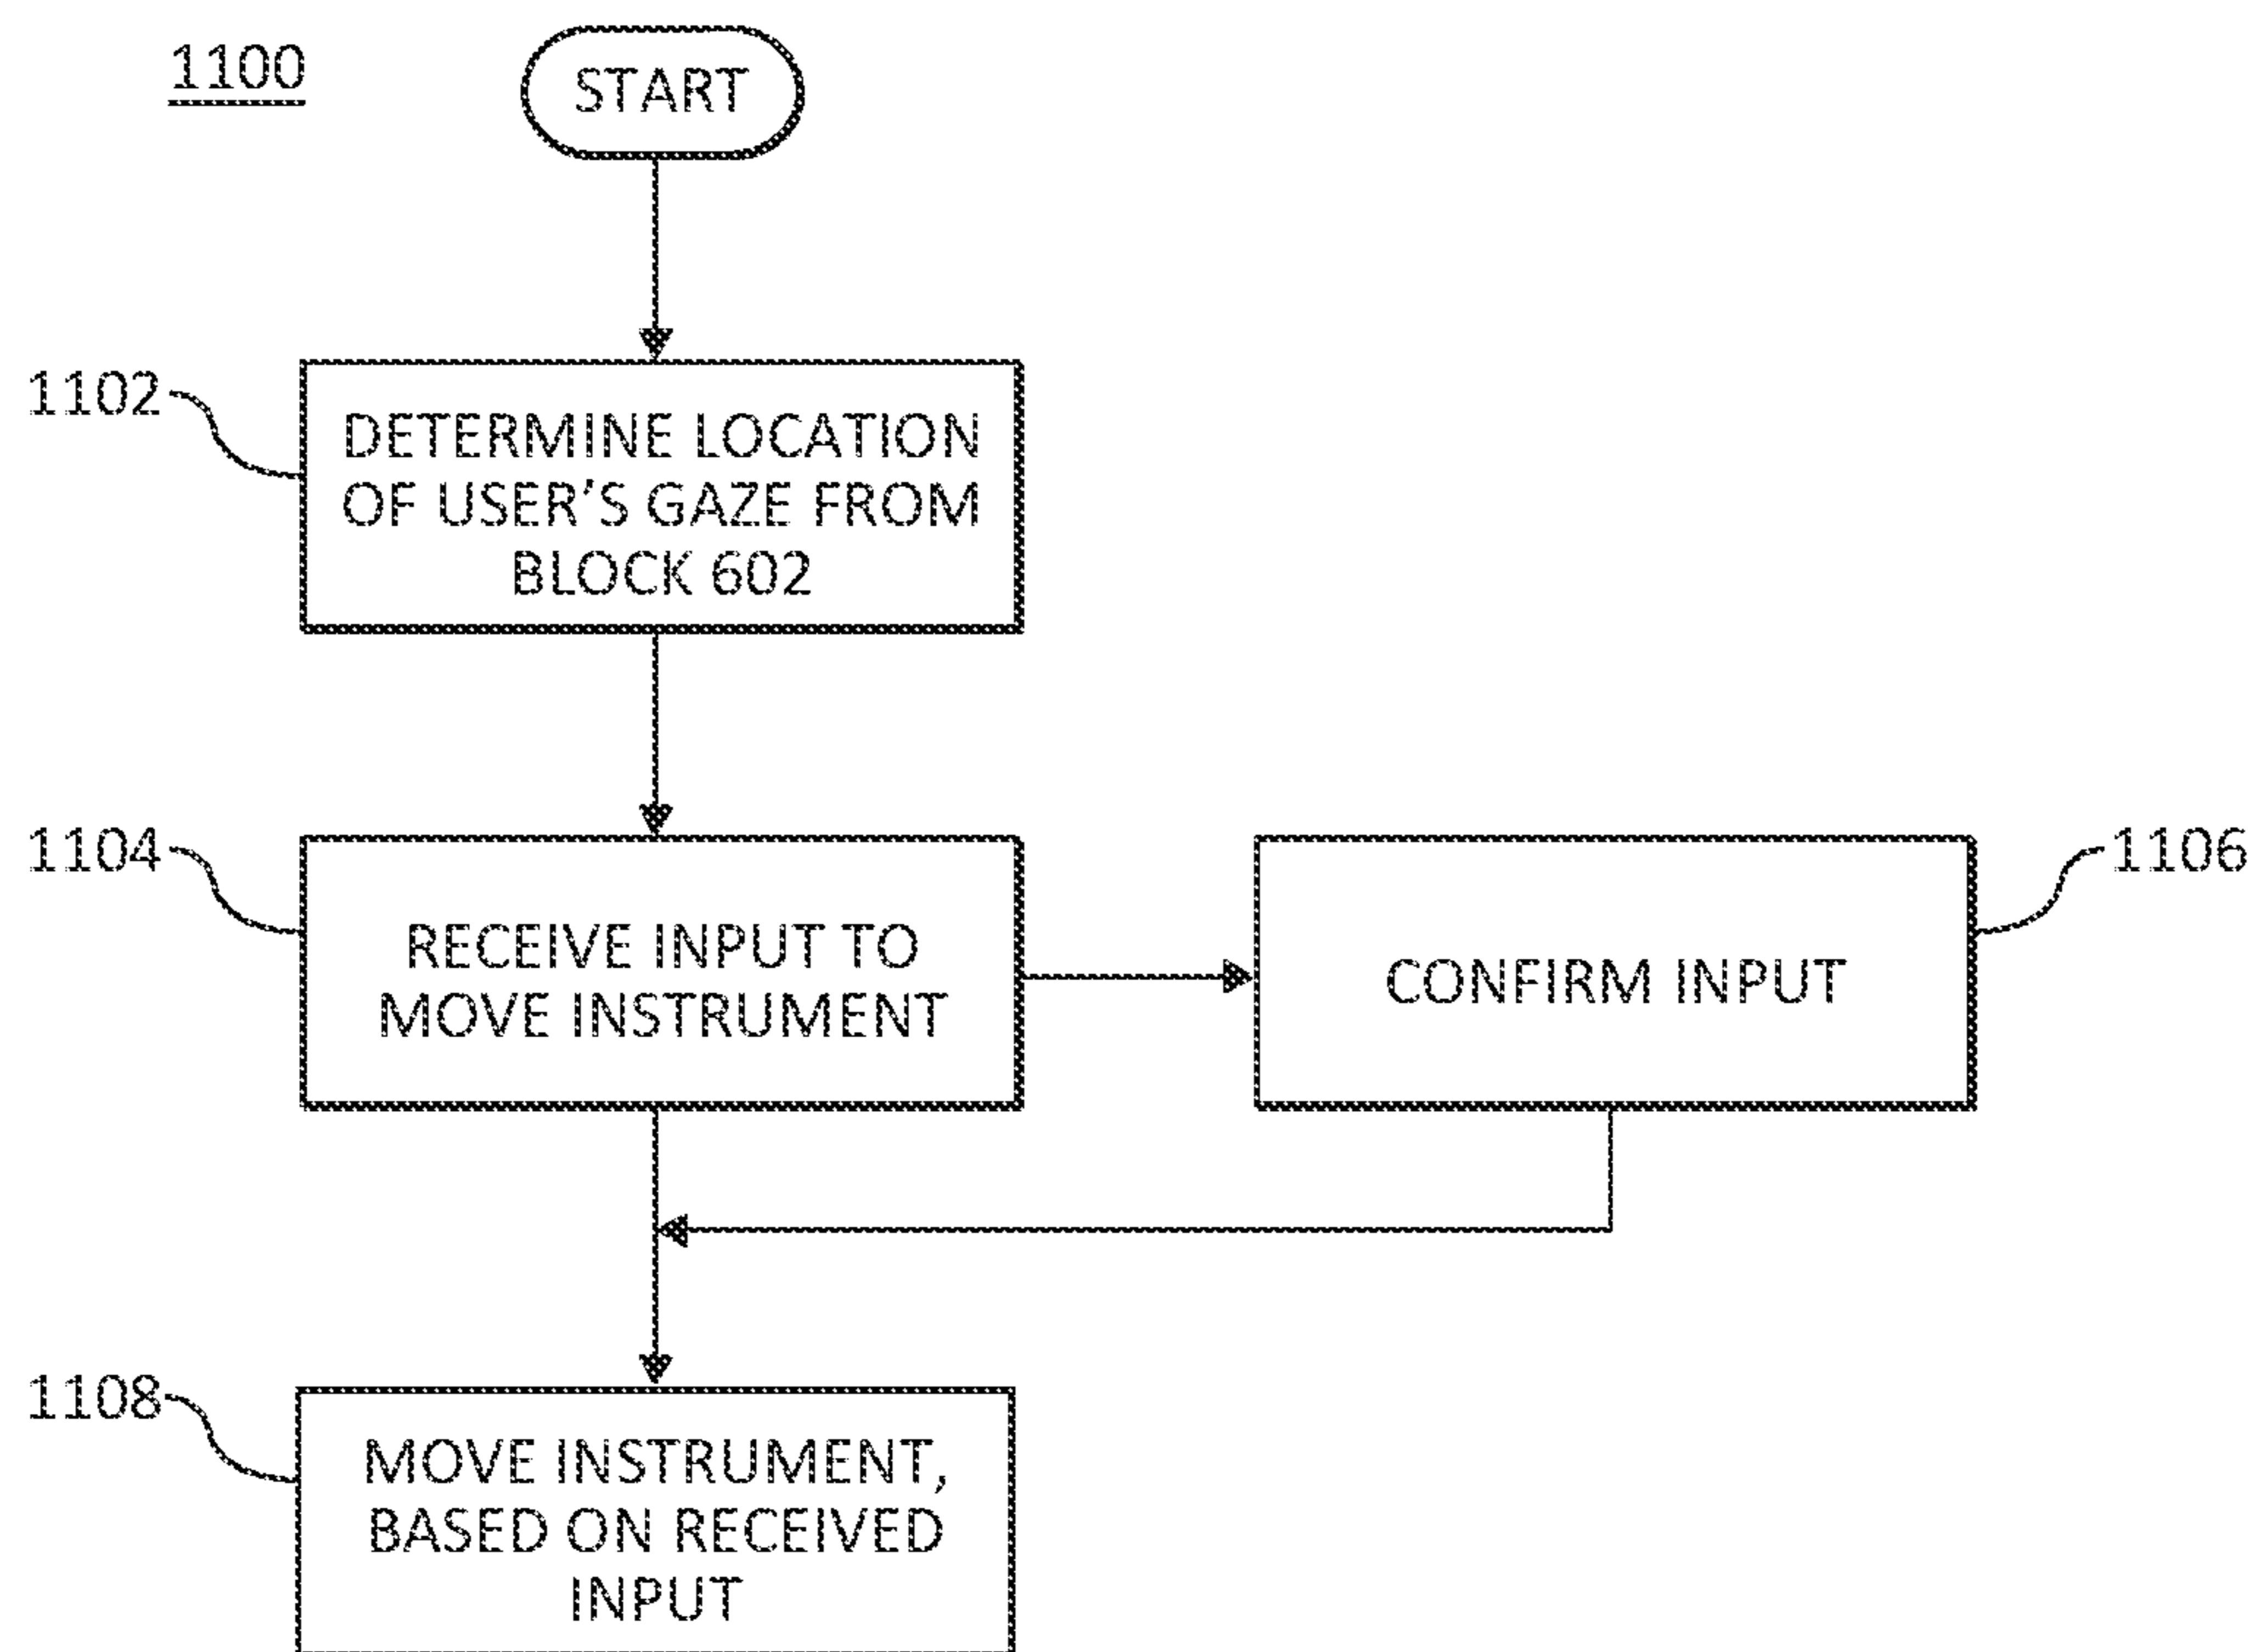 1100
START
1102
DETERMINE LOCATION
OF USER'S GAZE FROM
BLOCK 602
1104
RECEIVE INPUT TO
MOVE INSTRUMENT
CONFIRM INPUT
1106
1108
MOVE INSTRUMENT,
BASED ON RECEIVED
INPUT